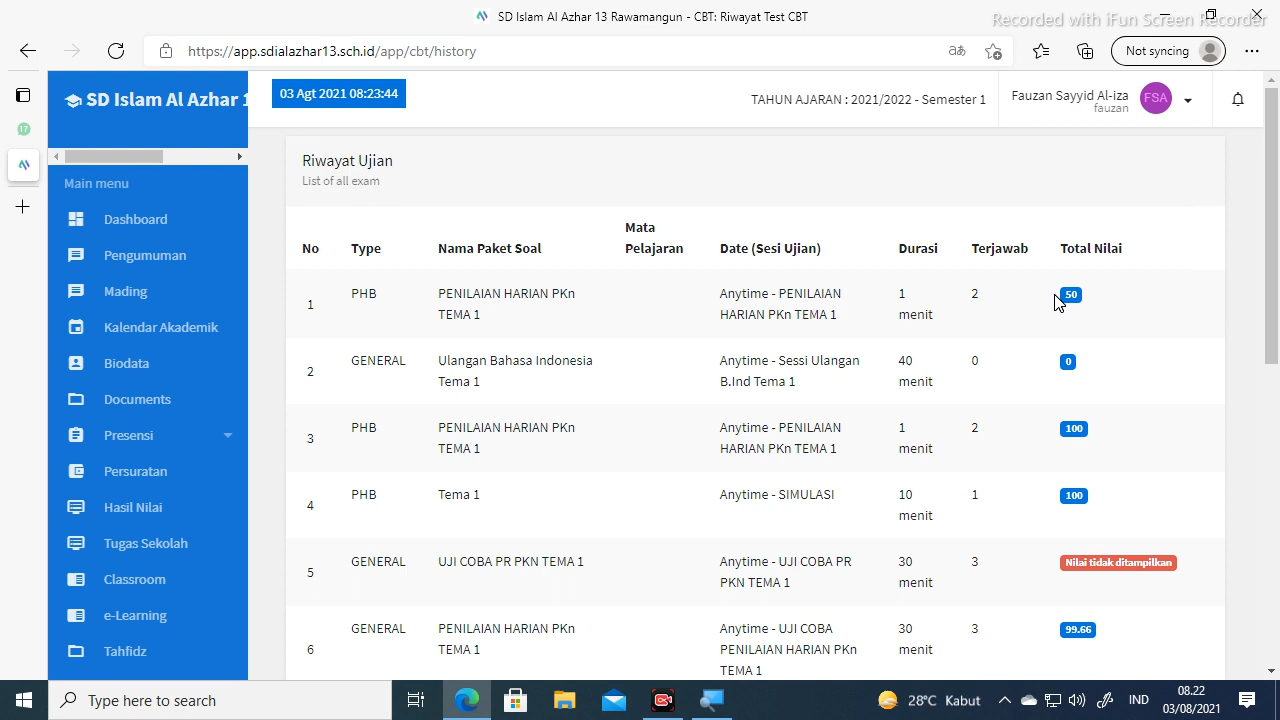 SD Islam Al Azhar 13 Rawamangun - CBT: Riwayat Test CBT
Recorded with iFun Screen Recorder
https://app.sdialazhar13.sch.id/app/cbt/history
Not syncing
SD Islam Al Azhar 1
03 Agt 2021 08:23:44
TAHUN AJARAN : 2021/2022 - Semester 1
Fauzan Sayyid Al-iza
fauzan
FSA
17
Main menu
Dashboard
Pengumuman
Mading
Kalendar Akademik
Biodata
Documents
Presensi
Persuratan
Hasil Nilai
Tugas Sekolah
Classroom
e-Learning
Tahfidz
Riwayat Ujian
List of all exam
No Type Nama Paket Soal Mata Pelajaran Date (Sesi Ujian) Durasi Terjawab Total Nilai
1 PHB PENILAIAN HARIAN PKn TEMA 1 Anytime - PENILAIAN HARIAN PKn TEMA 1 1 menit 2 50
2 GENERAL Ulangan Bahasa Indonesia Tema 1 Anytime - Sessi Ulangan B.Ind Tema 1 40 menit 0 0
3 PHB PENILAIAN HARIAN PKn TEMA 1 Anytime - PENILAIAN HARIAN PKn TEMA 1 1 menit 2 100
4 PHB Tema 1 Anytime - SIMULASI 10 menit 1 100
5 GENERAL UJI COBA PR PKN TEMA 1 Anytime - UJI COBA PR PKN TEMA 1 30 menit 3 Nilai tidak ditampilkan
6 GENERAL PENILAIAN HARIAN PKn TEMA 1 Anytime - UJI COBA PENILAIAN HARIAN PKn TEMA 1 30 menit 3 99.66
Type here to search
28°C Kabut
IND
08.22
03/08/2021